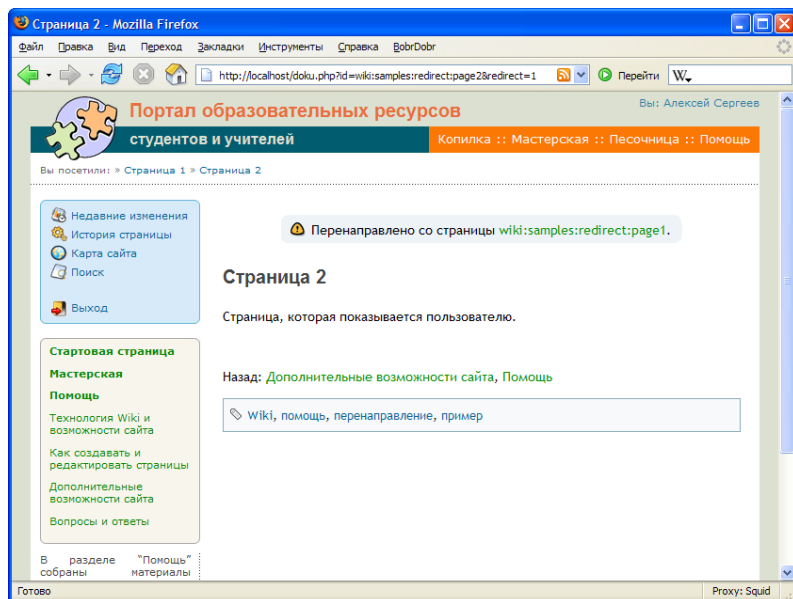 Страница 2 - Mozilla Firefox
Файл Правка Вид Переход Закладки Инструменты Справка BobrDobr
http://localhost/doku.php?id=wiki:samples:redirect:page2&redirect=1 Перейти W.
Портал образовательных ресурсов
Вы: Алексей Сергеев
студентов и учителей
Копилка :: Мастерская :: Песочница :: Помощь
Вы посетили: » Страница 1 » Страница 2
Недавние изменения
История страницы
Карта сайта
Поиск
Выход
Стартовая страница
Мастерская
Помощь
Технология Wiki и
возможности сайта
Как создавать и
редактировать страницы
Дополнительные
возможности сайта
Вопросы и ответы
В разделе "Помощь"
собраны материалы
Перенаправлено со страницы wiki:samples:redirect:page1.
Страница 2
Страница, которая показывается пользователю.
Назад: Дополнительные возможности сайта, Помощь
Wiki, помощь, перенаправление, пример
Готово
Proxy: Squid